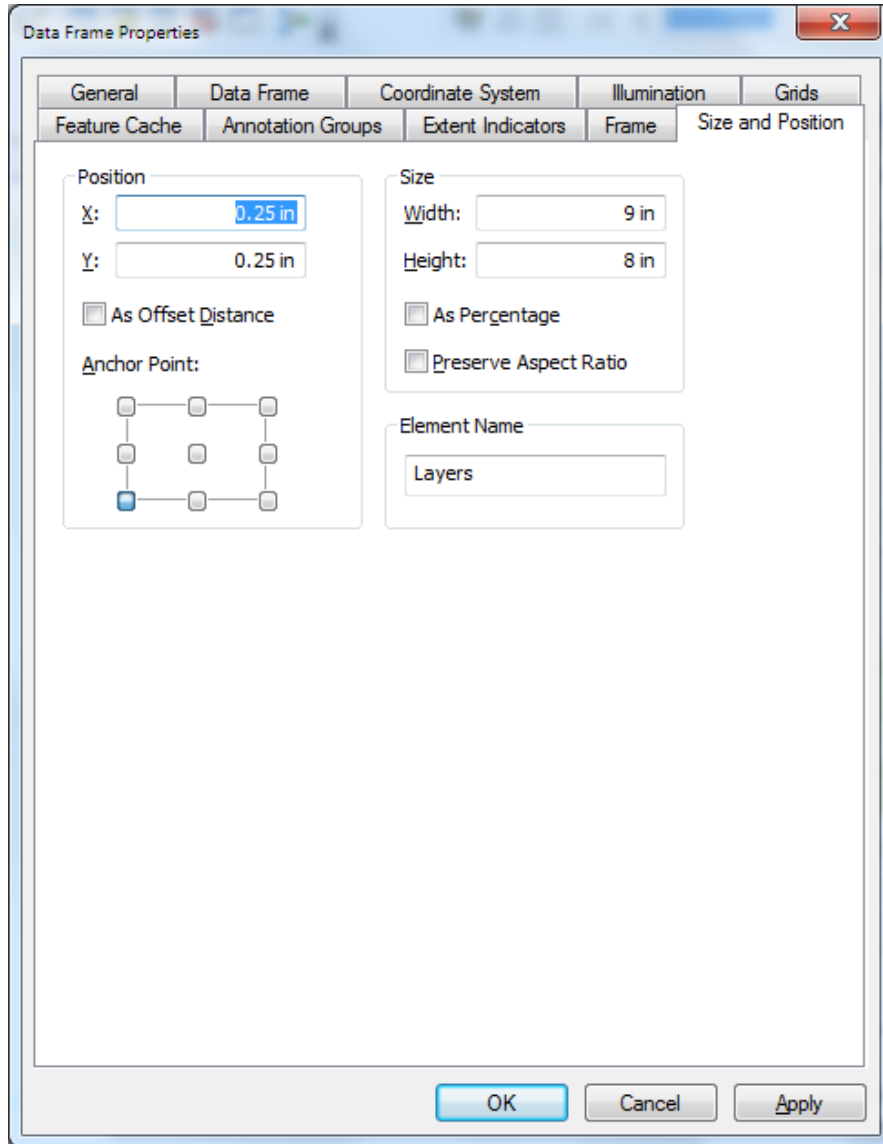 Data Frame Properties
General Data Frame Coordinate System Illumination Grids
Feature Cache Annotation Groups Extent Indicators Frame Size and Position
Position
X: 0.25 in
Y: 0.25 in
As Offset Distance
Anchor Point:
Size
Width: 9 in
Height: 8 in
As Percentage
Preserve Aspect Ratio
Element Name
Layers
OK Cancel Apply